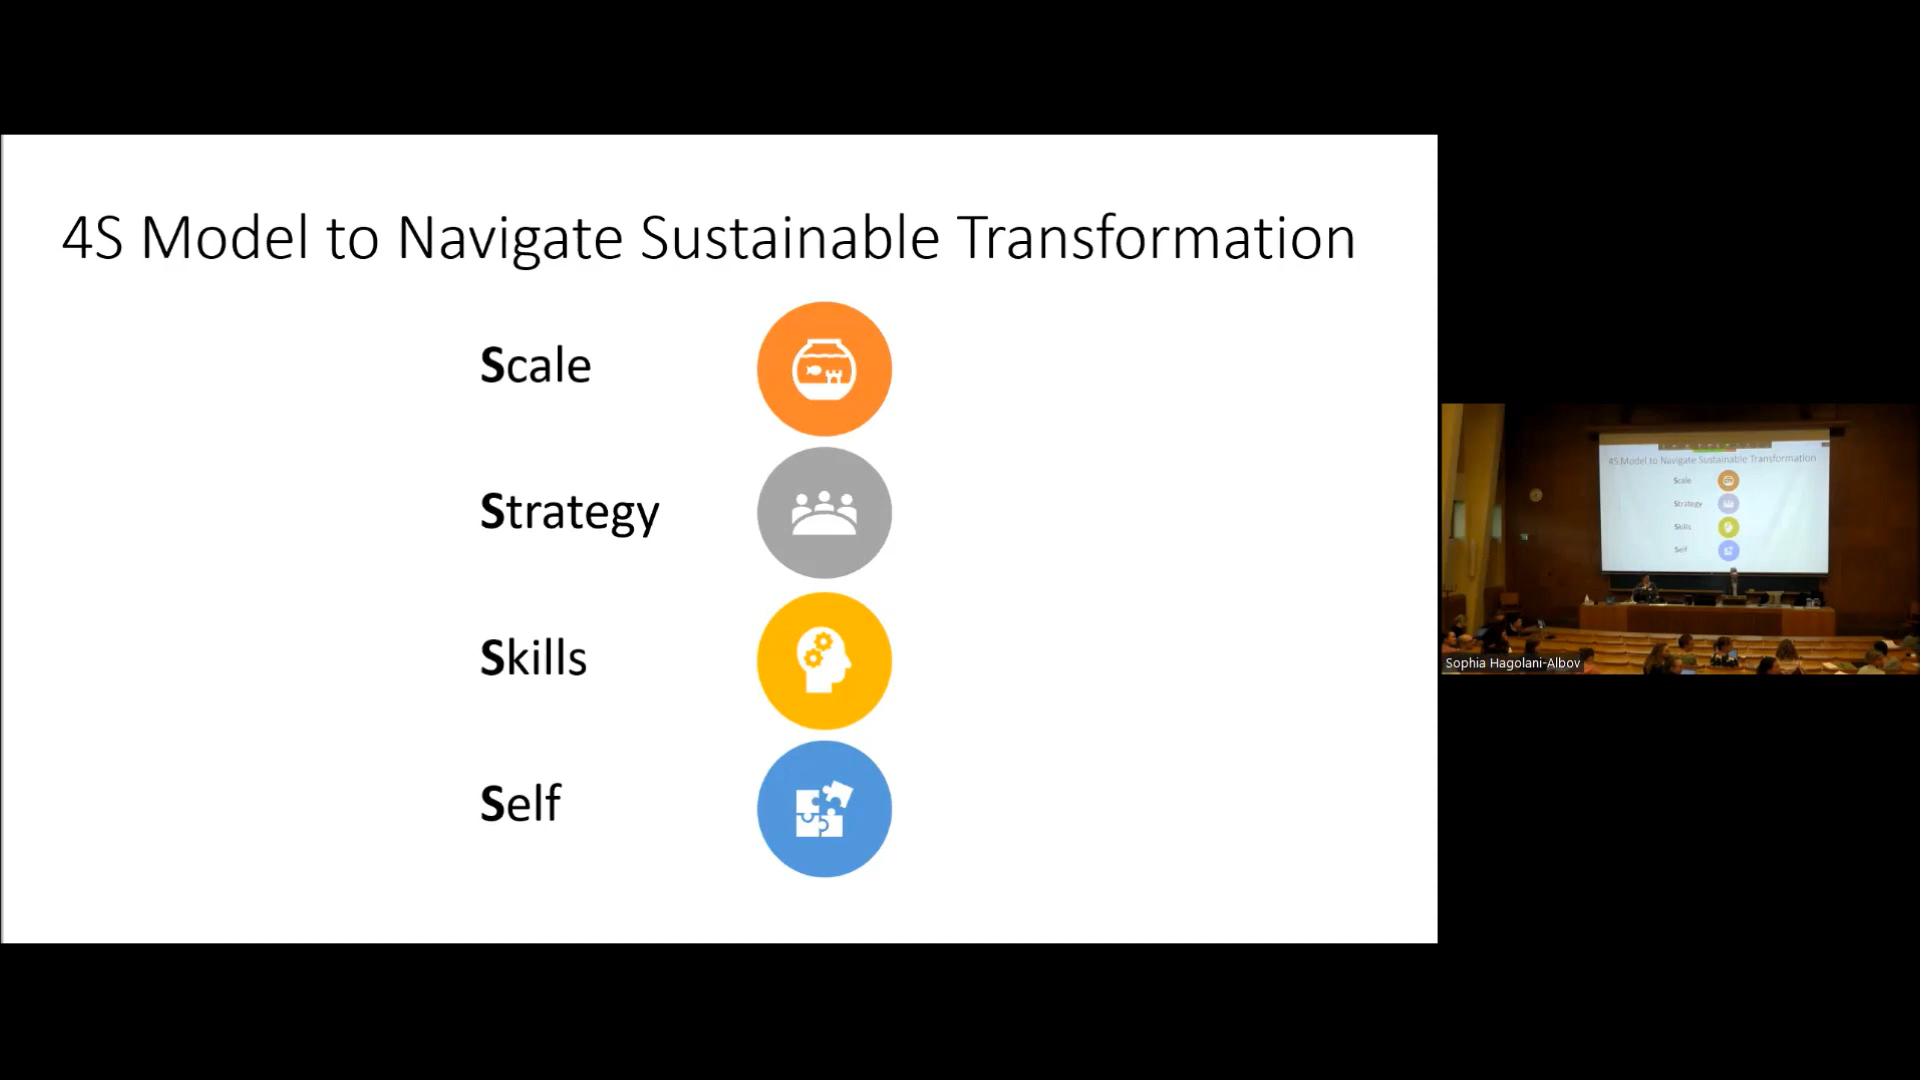 4S Model to Navigate Sustainable Transformation
Scale
Strategy
Skills
Self
4S Model to Navigate Sustainable Transformation
Scale
Strategy
Skills
Self
Sophia Hagolani-Albov